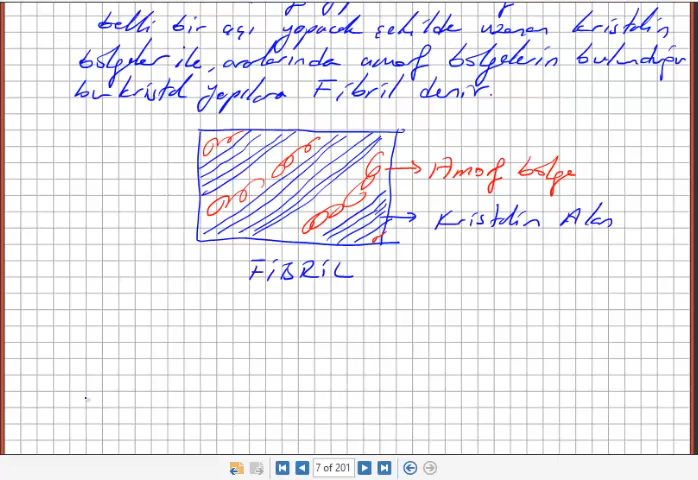 belli bir açı yapacak şekilde uzanan kristalin
bölgeler ile, aralarında amorf bölgelerin bulunduğu
bu kristal yapılara Fibril denir.
Amorf bölge
Kristalin Alan
FİBRİL
7 of 201